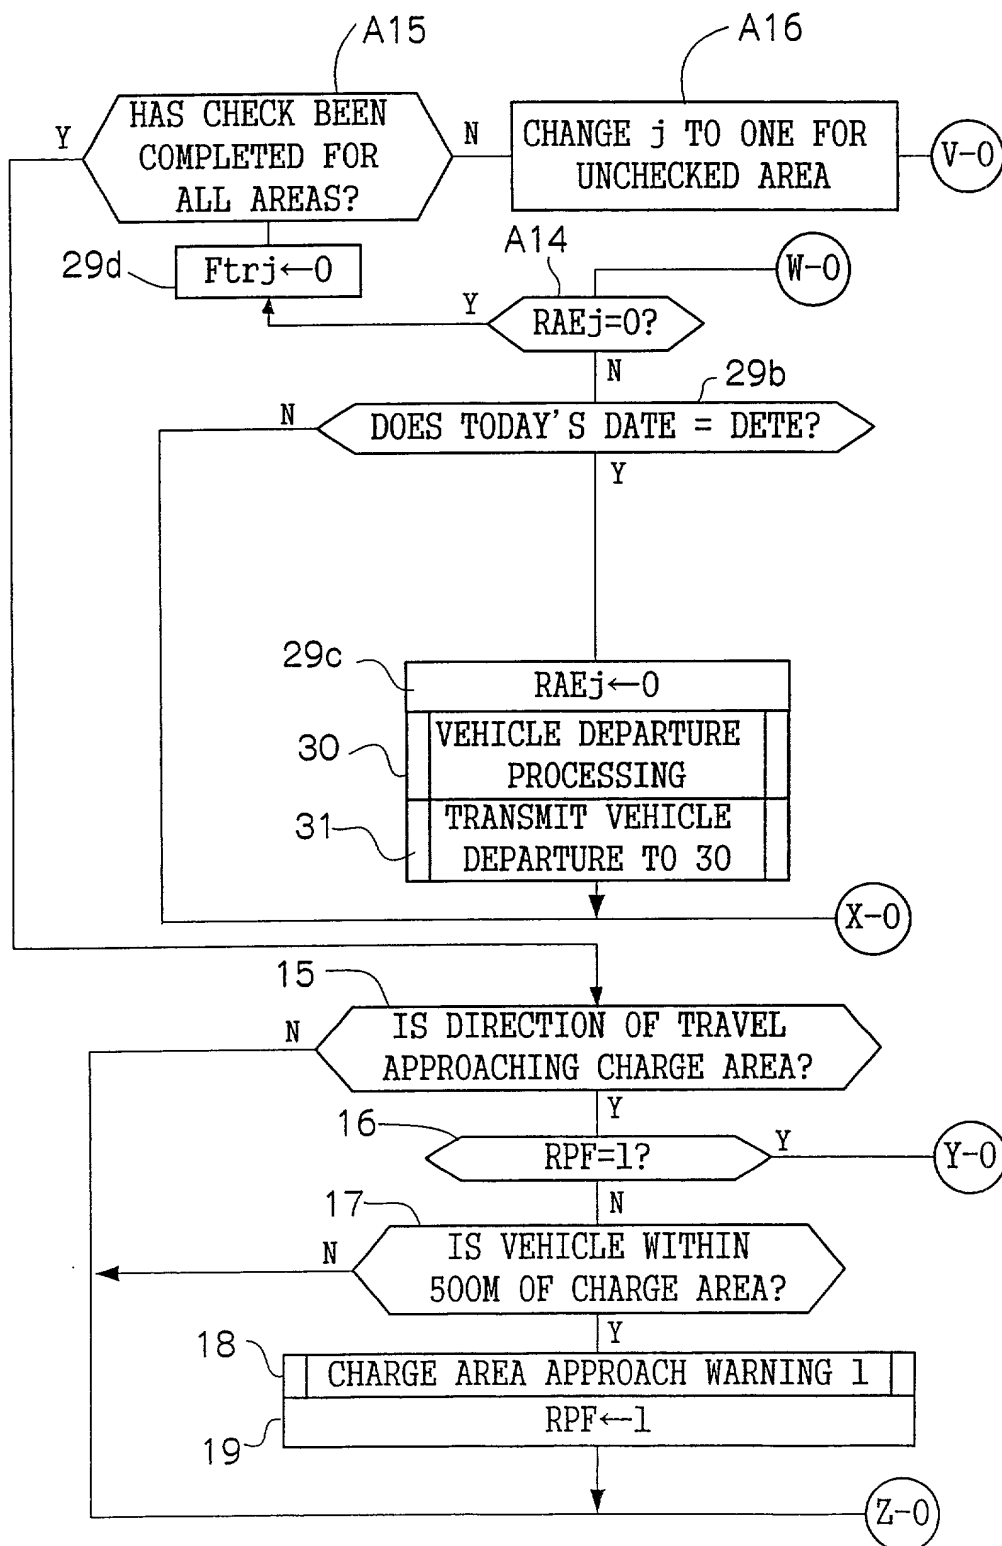 A15
A16
Y
HAS CHECK BEEN
COMPLETED FOR
ALL AREAS?
N
CHANGE j TO ONE FOR
UNCHECKED AREA
V-0
29d
Ftrj←0
A14
W-0
Y
RAEj=0?
N
29b
N
DOES TODAY'S DATE = DETE?
Y
29c
RAEj←0
30
VEHICLE DEPARTURE
PROCESSING
31
TRANSMIT VEHICLE
DEPARTURE TO 30
X-0
15
N
IS DIRECTION OF TRAVEL
APPROACHING CHARGE AREA?
Y
16
RPF=1?
Y
Y-0
N
17
N
IS VEHICLE WITHIN
500M OF CHARGE AREA?
Y
18
CHARGE AREA APPROACH WARNING 1
19
RPF←1
Z-0